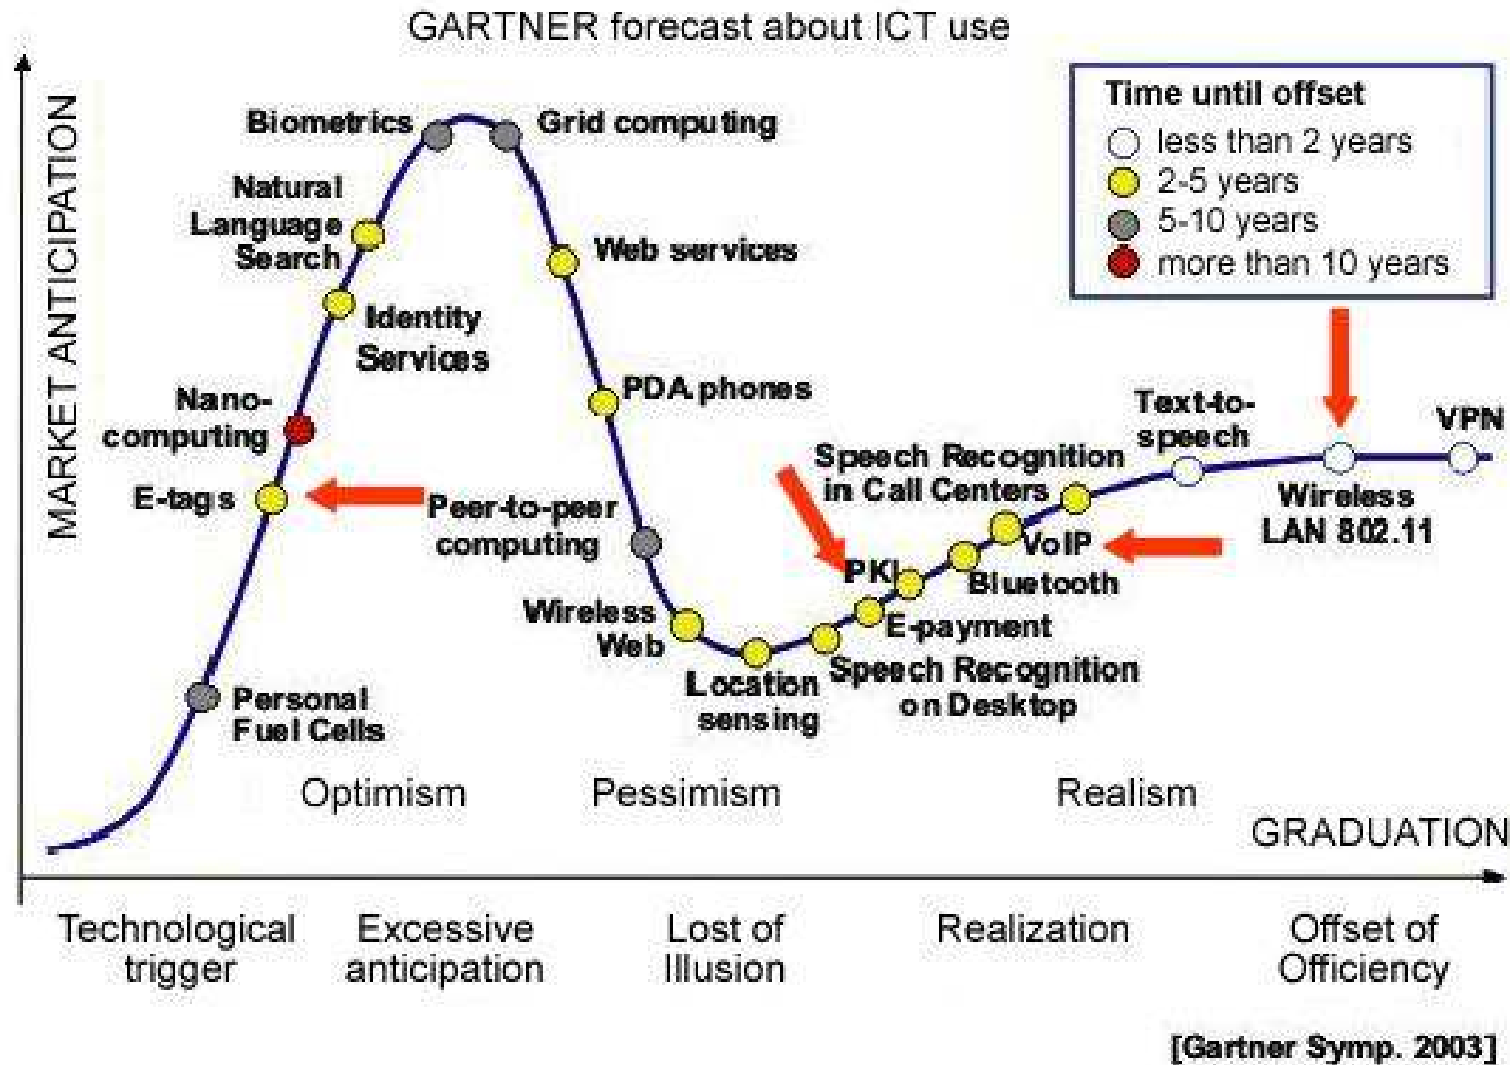 GARTNER forecast about ICT use
MARKET ANTICIPATION
Time until offset
less than 2 years
2-5 years
5-10 years
more than 10 years
Biometrics
Grid computing
Natural
Language
Search
Web services
Identity
Services
PDA phones
Nano-
computing
E-tags
Peer-to-peer
computing
Personal
Fuel Cells
Wireless
Web
Location
sensing
Speech Recognition
on Desktop
E-payment
PKI
Bluetooth
VoIP
Speech Recognition
in Call Centers
Text-to-
speech
Wireless
LAN 802.11
VPN
Optimism
Pessimism
Realism
GRADUATION
Technological
trigger
Excessive
anticipation
Lost of
Illusion
Realization
Offset of
Officiency
[Gartner Symp. 2003]